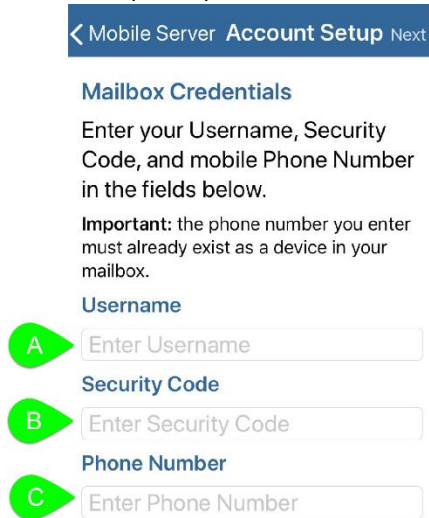 Mobile Server Account Setup Next
Mailbox Credentials
Enter your Username, Security
Code, and mobile Phone Number
in the fields below.
Important: the phone number you enter
must already exist as a device in your
mailbox.
Username
A Enter Username
Security Code
B Enter Security Code
Phone Number
C Enter Phone Number